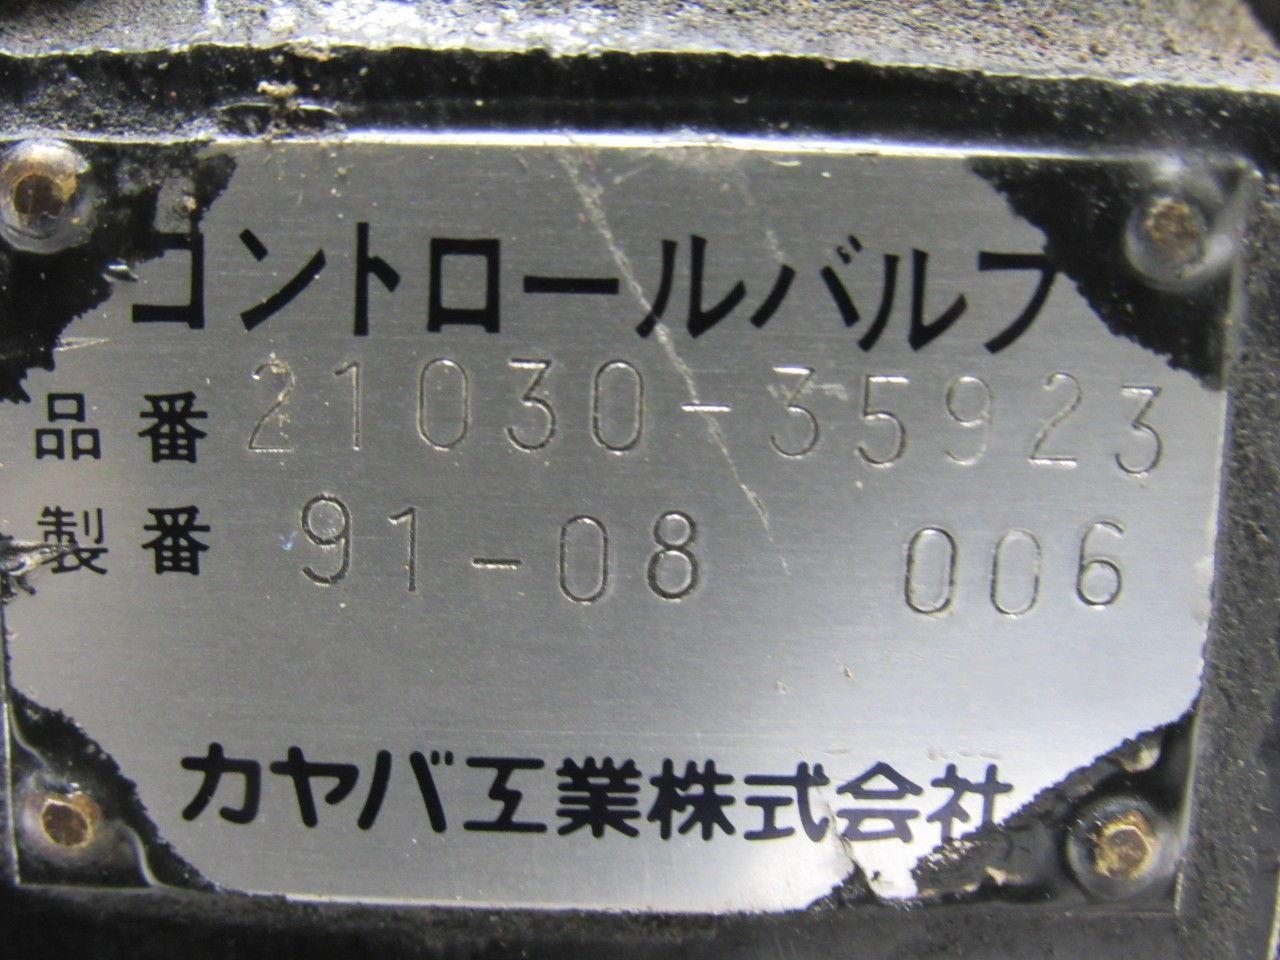 コントロールバルブ
品番 21030-35923
製番 91-08 006
カヤバ工業株式会社